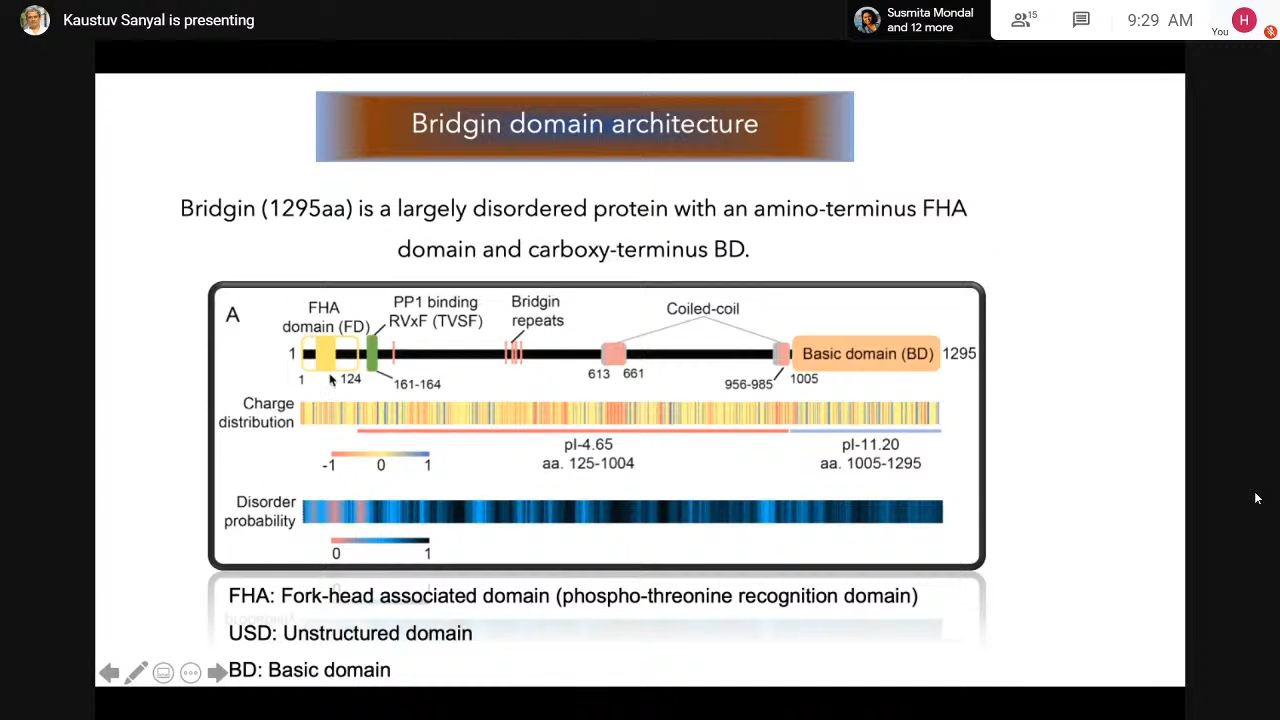 Kaustuv Sanyal is presenting
Susmita Mondal
and 12 more
15
9:29 AM
You
H
Bridgin domain architecture
Bridgin (1295aa) is a largely disordered protein with an amino-terminus FHA
domain and carboxy-terminus BD.
A
FHA
domain (FD)
PP1 binding
RVxF (TVSF)
Bridgin
repeats
Coiled-coil
1
Basic domain (BD)
1295
1
124
161-164
613
661
956-985
1005
Charge
distribution
pI-4.65
aa. 125-1004
pI-11.20
aa. 1005-1295
-1
0
1
Disorder
probability
0
1
FHA: Fork-head associated domain (phospho-threonine recognition domain)
USD: Unstructured domain
BD: Basic domain